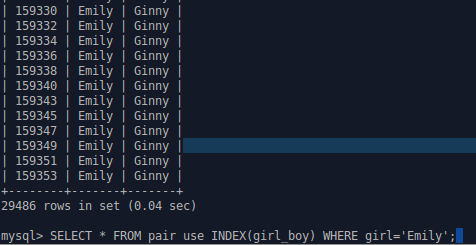 | 159330 | Emily | Ginny |
| 159332 | Emily | Ginny |
| 159334 | Emily | Ginny |
| 159336 | Emily | Ginny |
| 159338 | Emily | Ginny |
| 159340 | Emily | Ginny |
| 159343 | Emily | Ginny |
| 159345 | Emily | Ginny |
| 159347 | Emily | Ginny |
| 159349 | Emily | Ginny |
| 159351 | Emily | Ginny |
| 159353 | Emily | Ginny |
+--------+-------+-------+
29486 rows in set (0.04 sec)
mysql> SELECT * FROM pair use INDEX(girl_boy) WHERE girl='Emily';